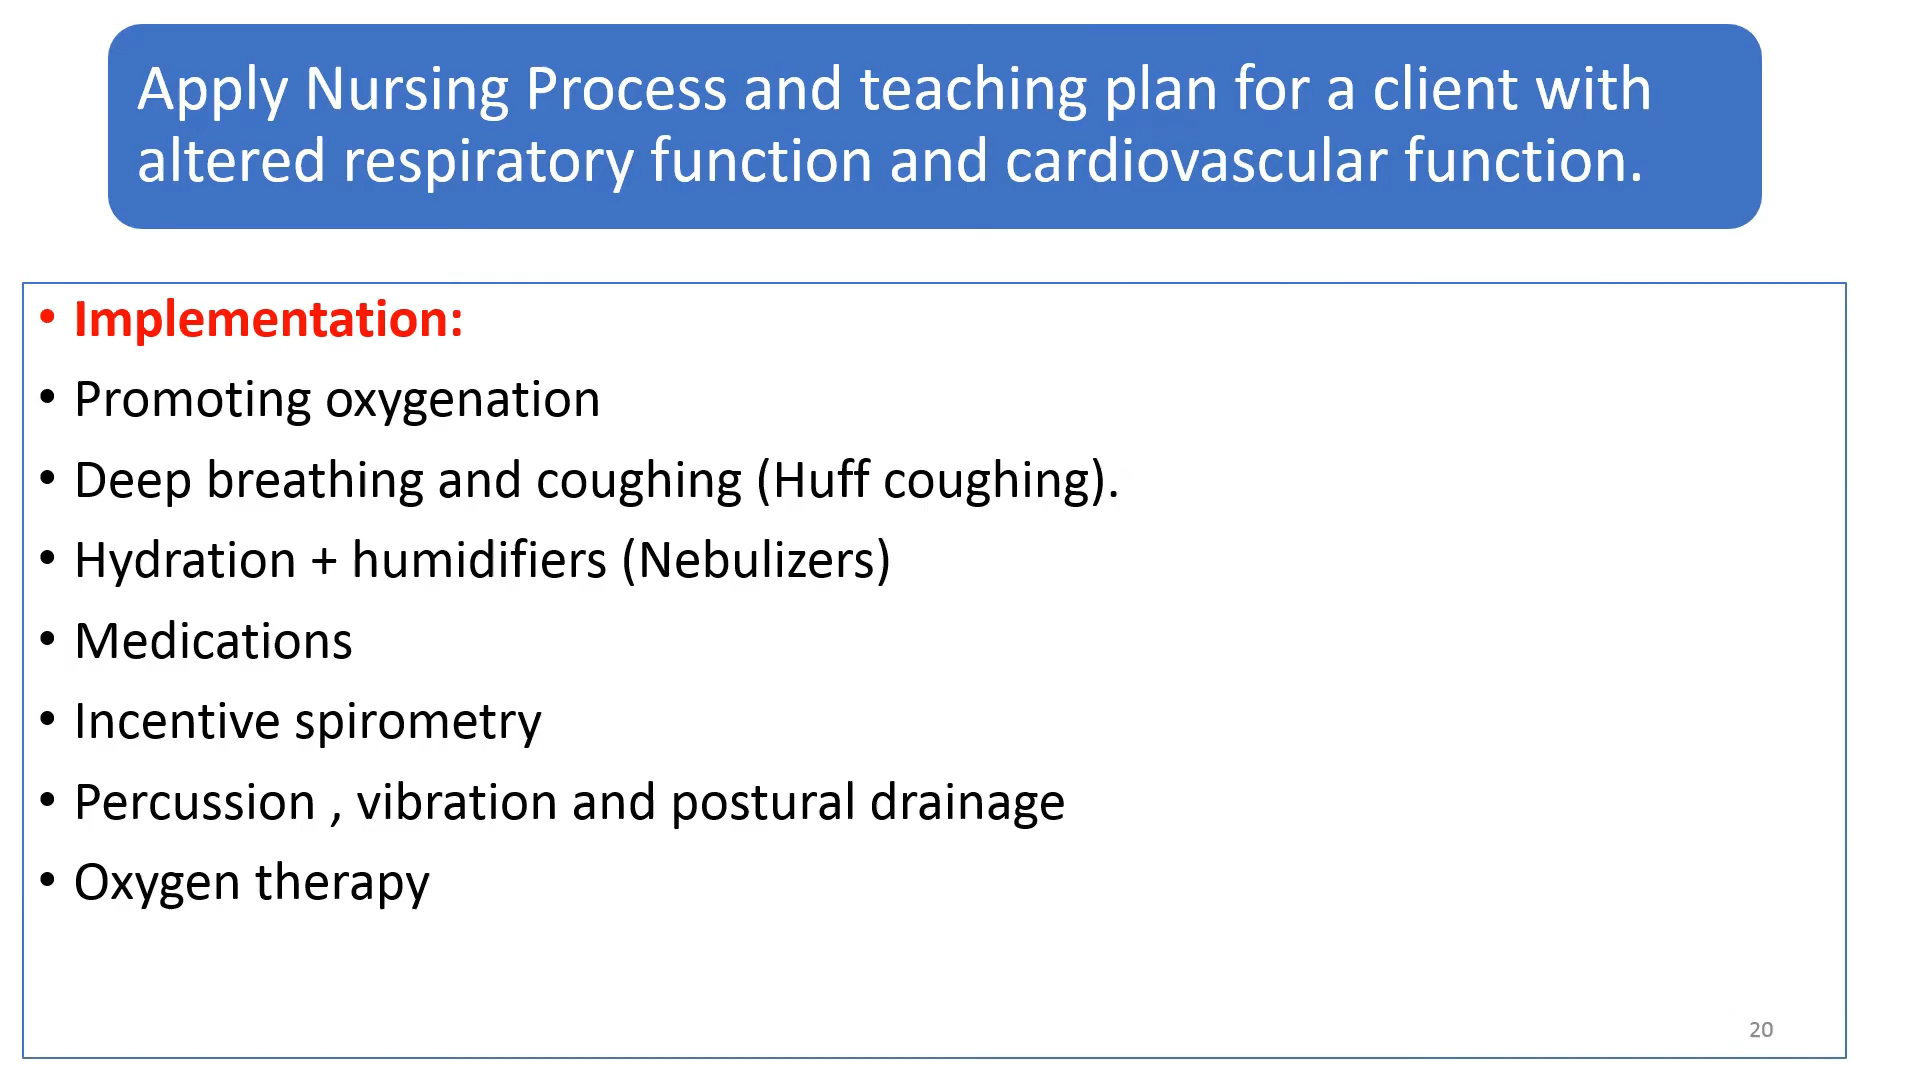 Apply Nursing Process and teaching plan for a client with
altered respiratory function and cardiovascular function.
• Implementation:
• Promoting oxygenation
• Deep breathing and coughing (Huff coughing).
• Hydration + humidifiers (Nebulizers)
• Medications
• Incentive spirometry
• Percussion , vibration and postural drainage
• Oxygen therapy
20